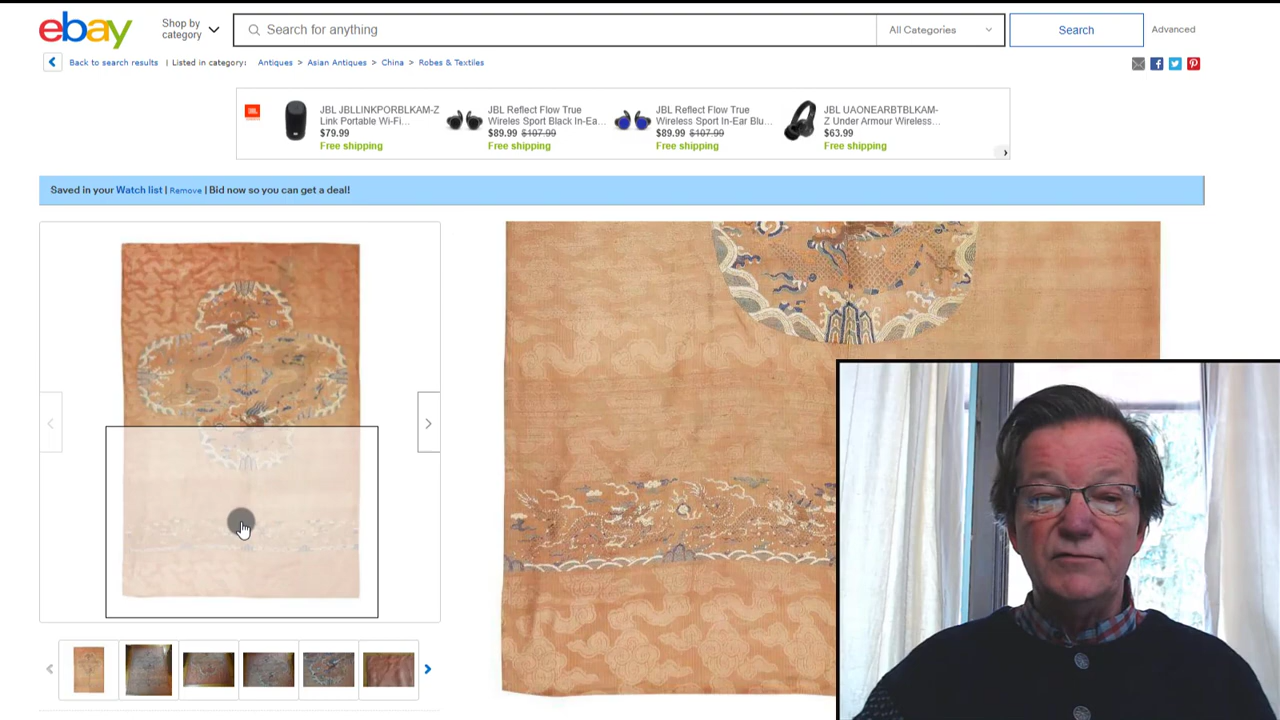 ebay
Shop by
category
Search for anything
All Categories
Search
Advanced
Back to search results | Listed in category: Antiques > Asian Antiques > China > Robes & Textiles
JBL JBLLINKPORBLKAM-Z
Link Portable Wi-Fi...
$79.99
Free shipping
JBL Reflect Flow True
Wireles Sport Black In-Ea...
$89.99 $107.99
Free shipping
JBL Reflect Flow True
Wireless Sport In-Ear Blu...
$89.99 $107.99
Free shipping
JBL UAONEARBTBLKAM-
Z Under Armour Wireless...
$63.99
Free shipping
Saved in your Watch list | Remove | Bid now so you can get a deal!